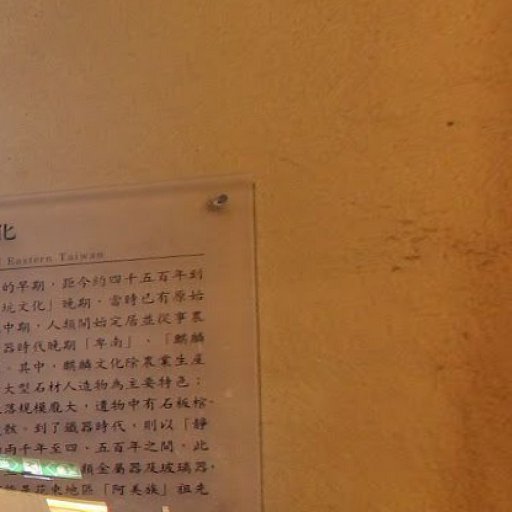 化
Eastern Taiwan
的早期,距今約四千五百年到
坑文化」晚期,當時已有原始
中期,人類開始定居並從事農
器時代晚期「卑南」、「麒麟
。其中,麒麟文化除農業生產
大型石材人造物為主要特色;
落規模龐大,遺物中有石板棺、
飾。到了鐵器時代,則以「靜
兩千年至四、五百年之間。此
類金屬器及玻璃器,
是花東地區「阿美族」祖先